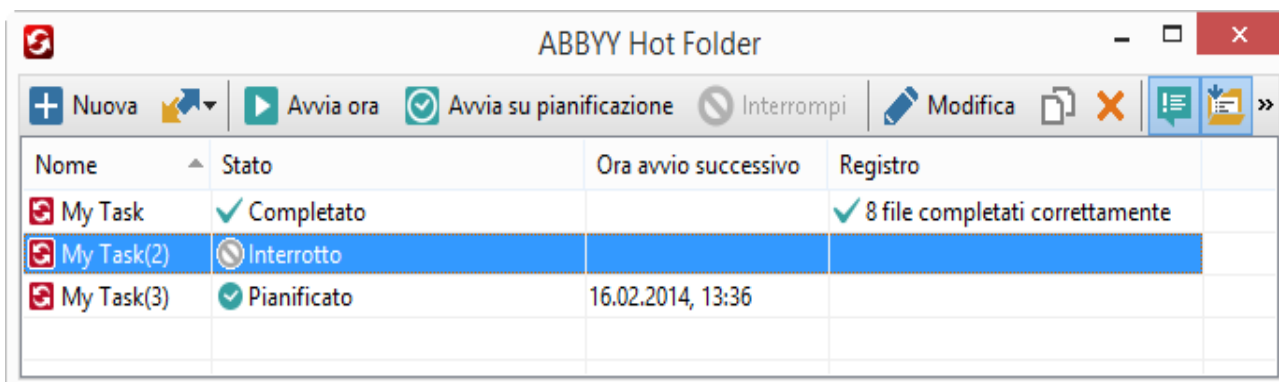 ABBYY Hot Folder
Nuova Avvia ora Avvia su pianificazione Interrompi Modifica »
Nome Stato Ora avvio successivo Registro
My Task Completato 8 file completati correttamente
My Task(2) Interrotto
My Task(3) Pianificato 16.02.2014, 13:36